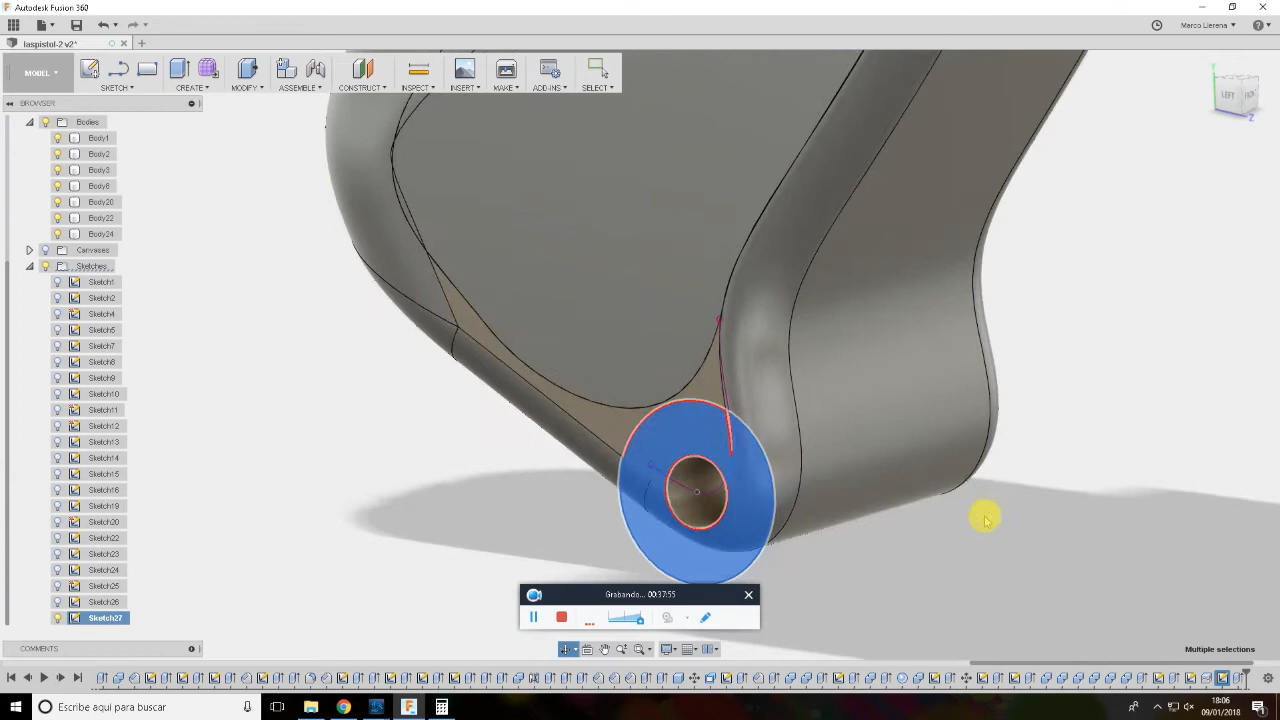 Autodesk Fusion 360
Marco Llerena
laspistol-2 v2*
MODEL
SKETCH
CREATE
MODIFY
ASSEMBLE
CONSTRUCT
INSPECT
INSERT
MAKE
ADD-INS
SELECT
BROWSER
LEFT
Y
Z
Bodies
Body1
Body2
Body3
Body8
Body20
Body22
Body24
Canvases
Sketches
Sketch1
Sketch2
Sketch4
Sketch5
Sketch7
Sketch8
Sketch9
Sketch10
Sketch11
Sketch12
Sketch13
Sketch14
Sketch15
Sketch16
Sketch19
Sketch20
Sketch22
Sketch23
Sketch24
Sketch25
Sketch26
Sketch27
Grabando... 00:37:55
COMMENTS
Multiple selections
Escribe aquí para buscar
18:06
09/01/2018